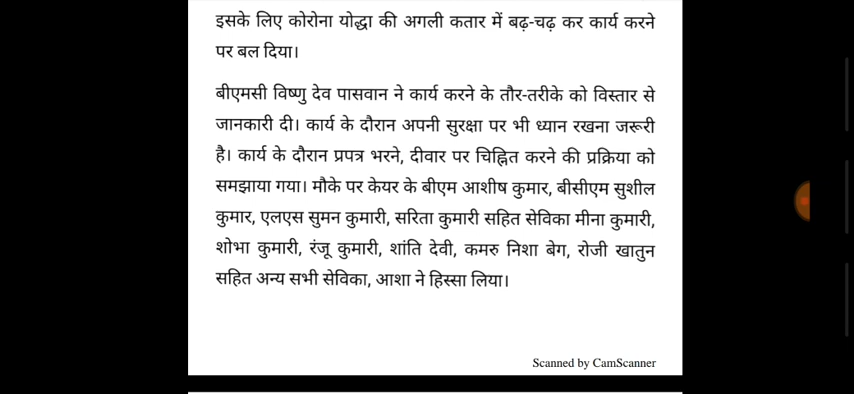 इसके लिए कोरोना योद्धा की अगली कतार में बढ़-चढ़ कर कार्य करने
पर बल दिया।
बीएमसी विष्णु देव पासवान ने कार्य करने के तौर-तरीके को विस्तार से
जानकारी दी। कार्य के दौरान अपनी सुरक्षा पर भी ध्यान रखना जरूरी
है। कार्य के दौरान प्रपत्र भरने, दीवार पर चिह्नित करने की प्रक्रिया को
समझाया गया। मौके पर केयर के बीएम आशीष कुमार, बीसीएम सुशील
कुमार, एलएस सुमन कुमारी, सरिता कुमारी सहित सेविका मीना कुमारी,
शोभा कुमारी, रंजू कुमारी, शांति देवी, कमरु निशा बेग, रोजी खातुन
सहित अन्य सभी सेविका, आशा ने हिस्सा लिया।
Scanned by CamScanner